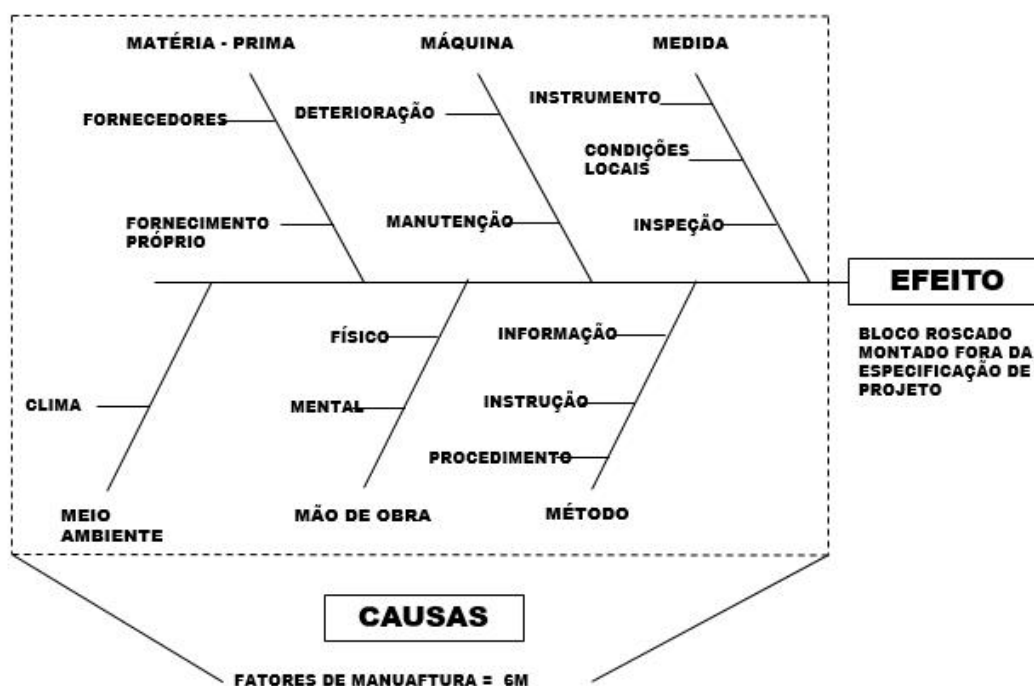 MATÉRIA - PRIMA
MÁQUINA
MEDIDA
FORNECEDORES
DETERIORAÇÃO
INSTRUMENTO
CONDIÇÕES
LOCAIS
FORNECIMENTO
PRÓPRIO
MANUTENÇÃO
INSPEÇÃO
EFEITO
BLOCO ROSCADO
MONTADO FORA DA
ESPECIFICAÇÃO DE
PROJETO
FÍSICO
INFORMAÇÃO
CLIMA
MENTAL
INSTRUÇÃO
PROCEDIMENTO
MEIO
AMBIENTE
MÃO DE OBRA
MÉTODO
CAUSAS
FATORES DE MANUAFTURA = 6M